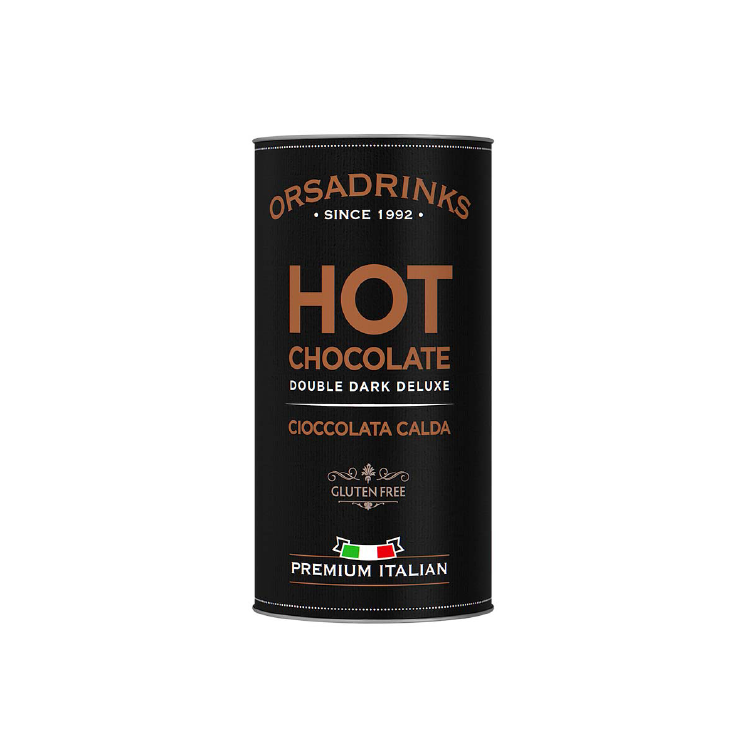 ORSADRINKS
• SINCE 1992 •
HOT
CHOCOLATE
DOUBLE DARK DELUXE
CIOCCOLATA CALDA
GLUTEN FREE
PREMIUM ITALIAN